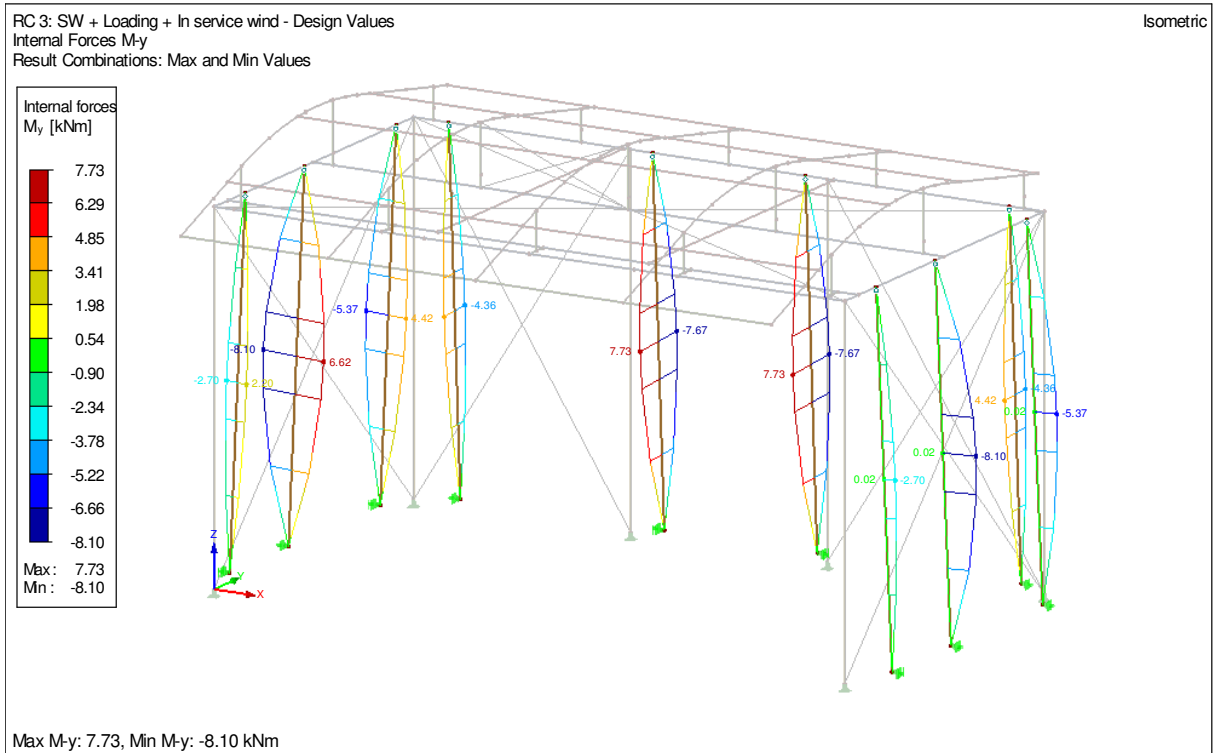 RC 3: SW + Loading + In service wind - Design Values
Isometric
Internal Forces M-y
Result Combinations: Max and Min Values
Internal forces
My [kNm]
7.73
6.29
4.85
3.41
1.98
0.54
-0.90
-2.34
-3.78
-5.22
-6.66
-8.10
Max : 7.73
Min : -8.10
-5.37
4.42
-4.36
-7.67
-8.10
6.62
7.73
-7.67
-2.70
2.20
7.73
-4.36
4.42
0.02
-5.37
0.02
-8.10
0.02
-2.70
Z
Y
X
Max M-y: 7.73, Min M-y: -8.10 kNm